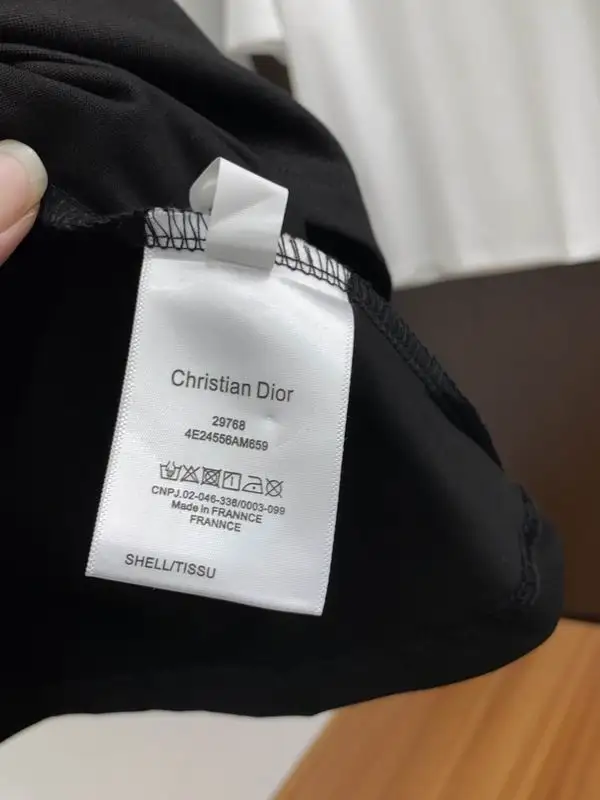 Christian Dior
29768
4E24556AM659
CNPJ.02-046-336/0003-099
Made in FRANNCE
FRANNCE
SHELL/TISSU